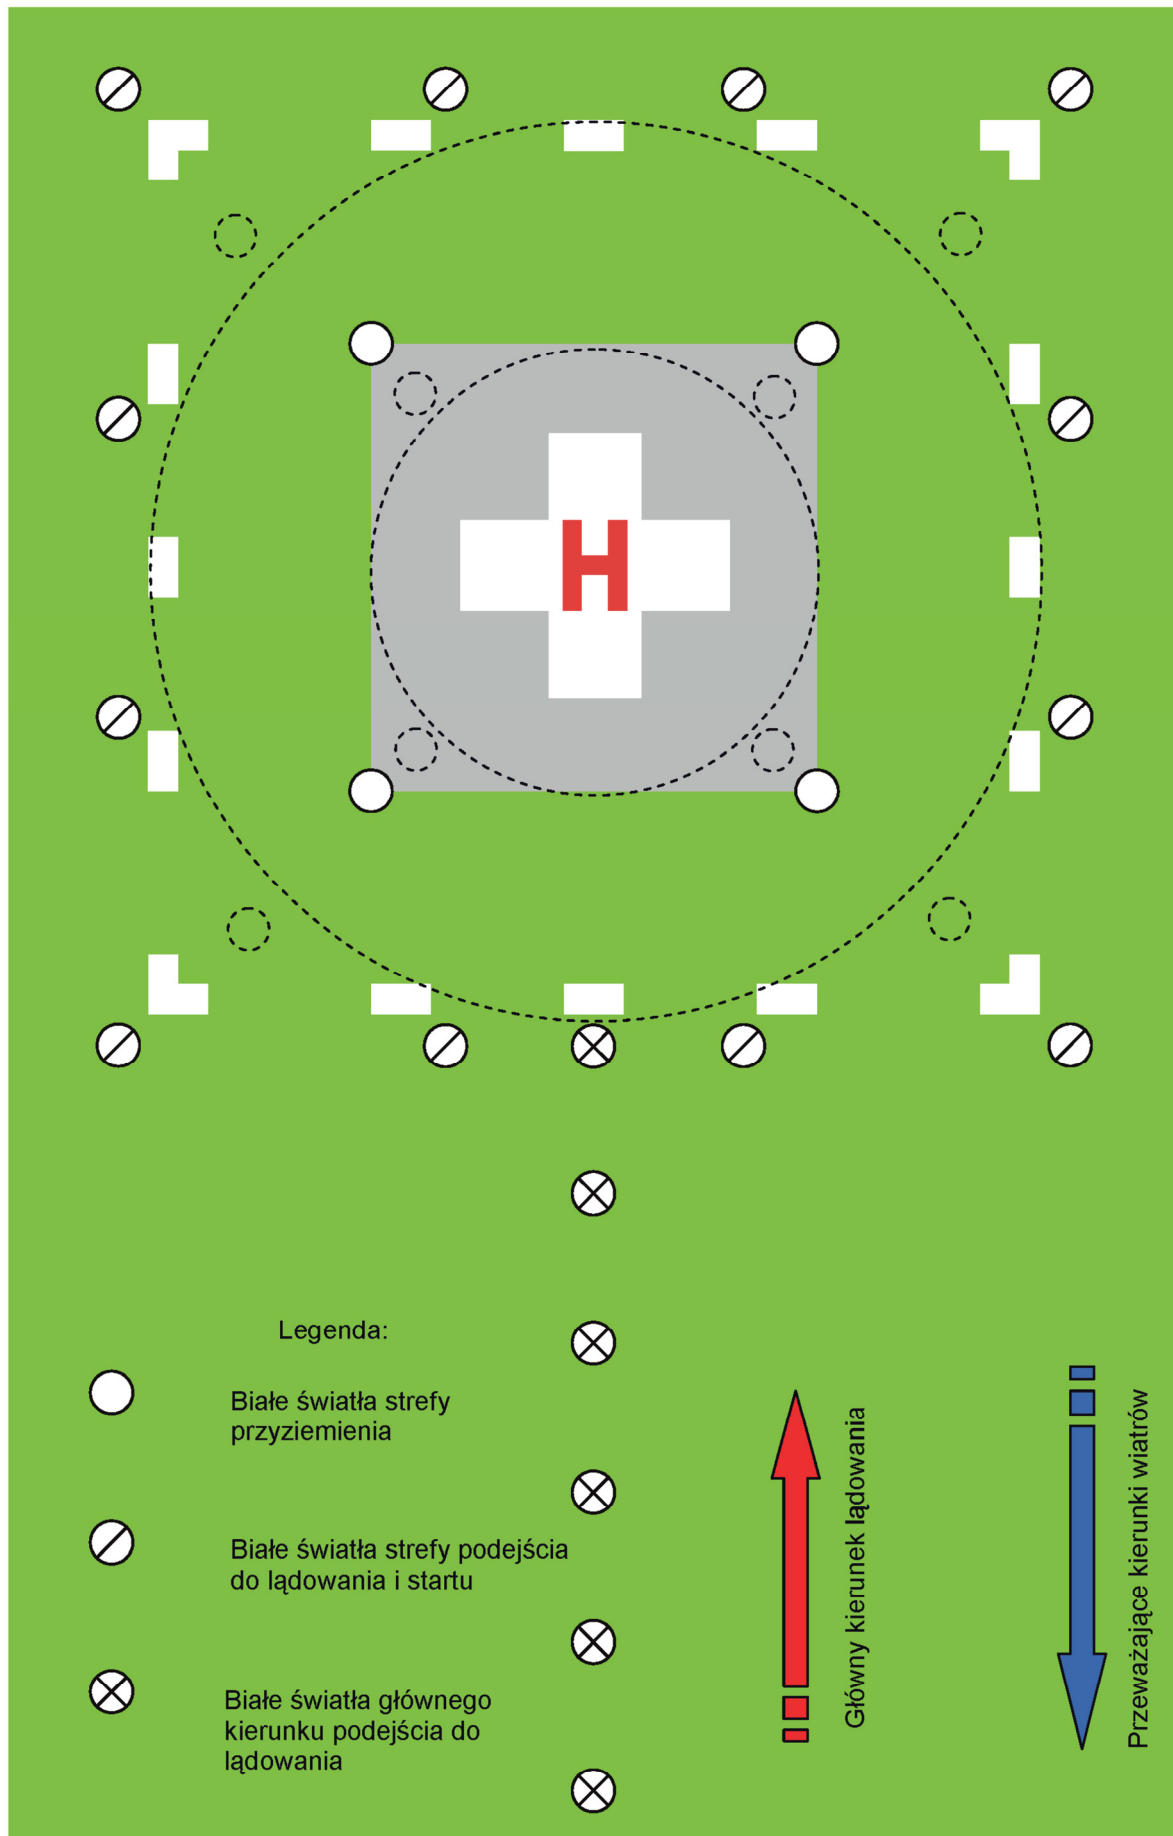 H
Legenda:
Białe światła strefy
przyziemienia
Białe światła strefy podejścia
do lądowania i startu
Białe światła głównego
kierunku podejścia do
lądowania
Główny kierunek lądowania
Przeważające kierunki wiatrów